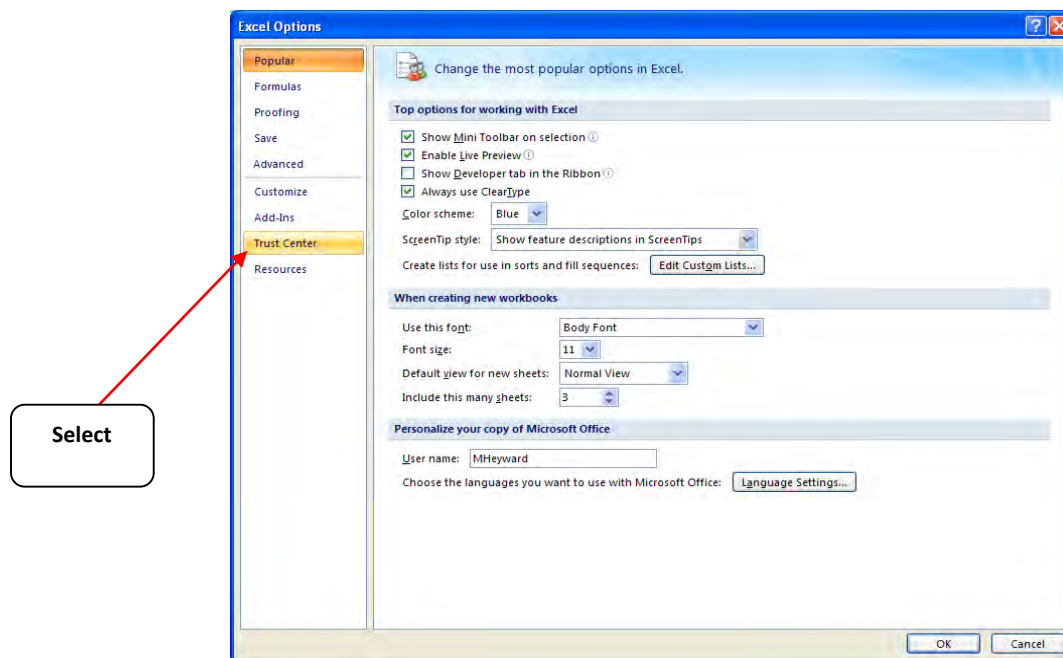 Excel Options
Popular
Formulas
Proofing
Save
Advanced
Customize
Add-Ins
Trust Center
Resources
Change the most popular options in Excel.
Top options for working with Excel
Show Mini Toolbar on selection
Enable Live Preview
Show Developer tab in the Ribbon
Always use ClearType
Color scheme: Blue
ScreenTip style: Show feature descriptions in ScreenTips
Create lists for use in sorts and fill sequences: Edit Custom Lists...
When creating new workbooks
Use this font: Body Font
Font size: 11
Default view for new sheets: Normal View
Include this many sheets: 3
Personalize your copy of Microsoft Office
User name: MHeyward
Choose the languages you want to use with Microsoft Office: Language Settings...
OK Cancel
Select